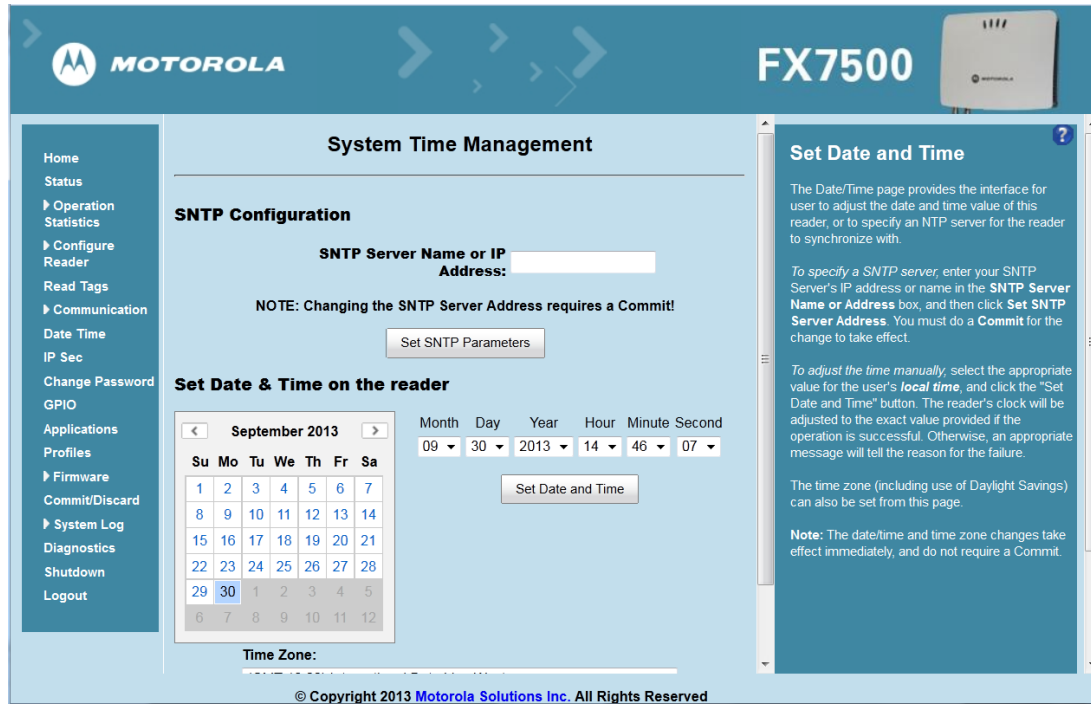 MOTOROLA
FX7500
MOTOROLA
Home
Status
Operation
Statistics
Configure
Reader
Read Tags
Communication
Date Time
IP Sec
Change Password
GPIO
Applications
Profiles
Firmware
Commit/Discard
System Log
Diagnostics
Shutdown
Logout
System Time Management
SNTP Configuration
SNTP Server Name or IP
Address:
NOTE: Changing the SNTP Server Address requires a Commit!
Set SNTP Parameters
Set Date & Time on the reader
September 2013
Su Mo Tu We Th Fr Sa
1 2 3 4 5 6 7
8 9 10 11 12 13 14
15 16 17 18 19 20 21
22 23 24 25 26 27 28
29 30 1 2 3 4 5
6 7 8 9 10 11 12
Month Day Year Hour Minute Second
09 30 2013 14 46 07
Set Date and Time
Time Zone:
?
Set Date and Time
The Date/Time page provides the interface for
user to adjust the date and time value of this
reader, or to specify an NTP server for the reader
to synchronize with.
To specify a SNTP server, enter your SNTP
Server's IP address or name in the SNTP Server
Name or Address box, and then click Set SNTP
Server Address. You must do a Commit for the
change to take effect.
To adjust the time manually, select the appropriate
value for the user's local time, and click the "Set
Date and Time" button. The reader's clock will be
adjusted to the exact value provided if the
operation is successful. Otherwise, an appropriate
message will tell the reason for the failure.
The time zone (including use of Daylight Savings)
can also be set from this page.
Note: The date/time and time zone changes take
effect immediately, and do not require a Commit.
© Copyright 2013 Motorola Solutions Inc. All Rights Reserved